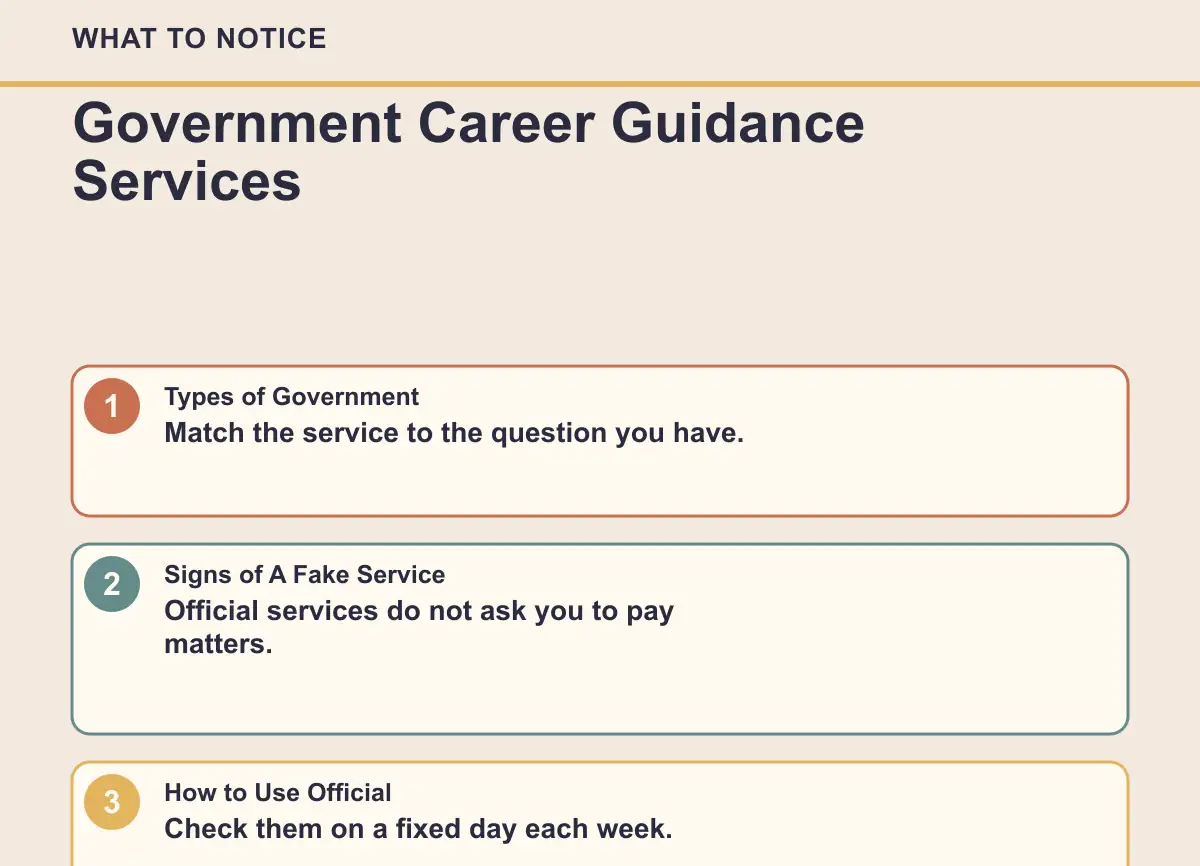 WHAT TO NOTICE
Government Career Guidance
Services
1
Types of Government
Match the service to the question you have.
2
Signs of A Fake Service
Official services do not ask you to pay
matters.
3
How to Use Official
Check them on a fixed day each week.